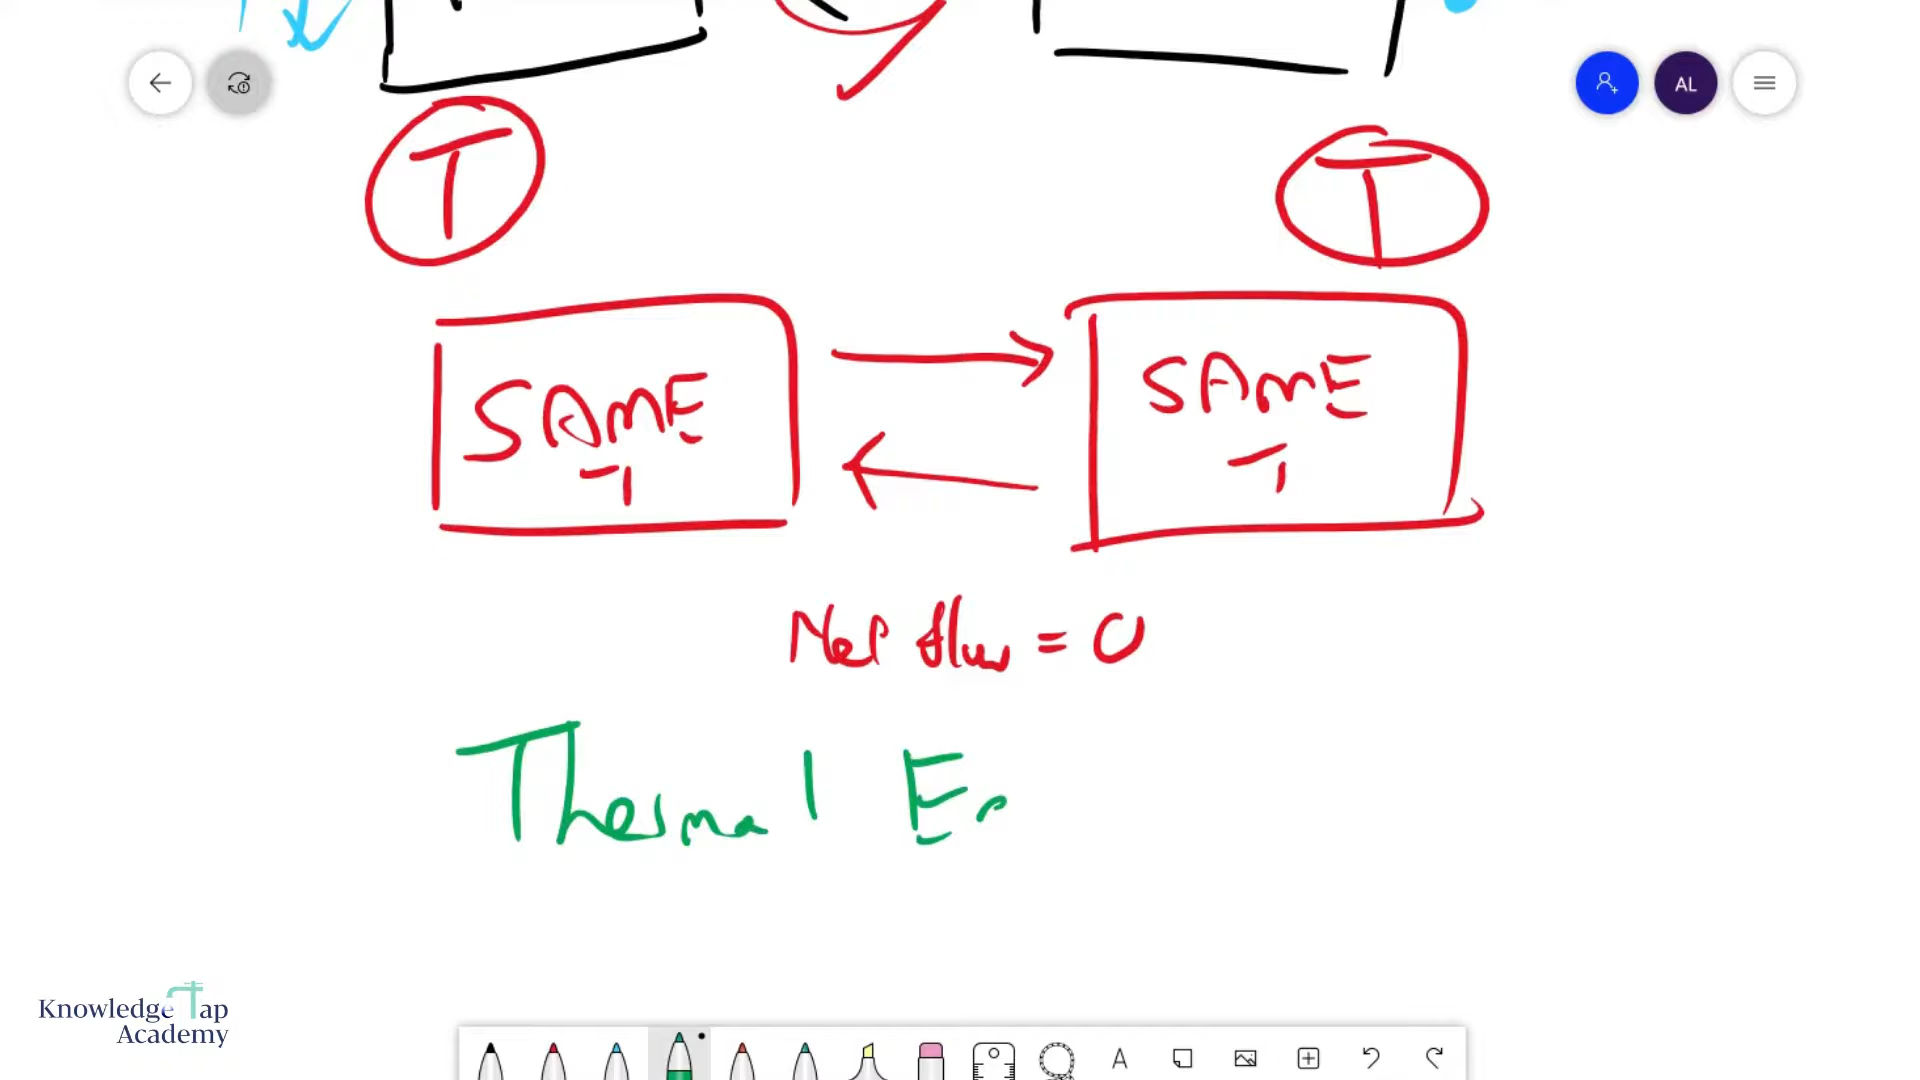 AL
T T
SAME SAME
T T
Net flow = 0
Thermal E
Knowledge Tap
Academy
A